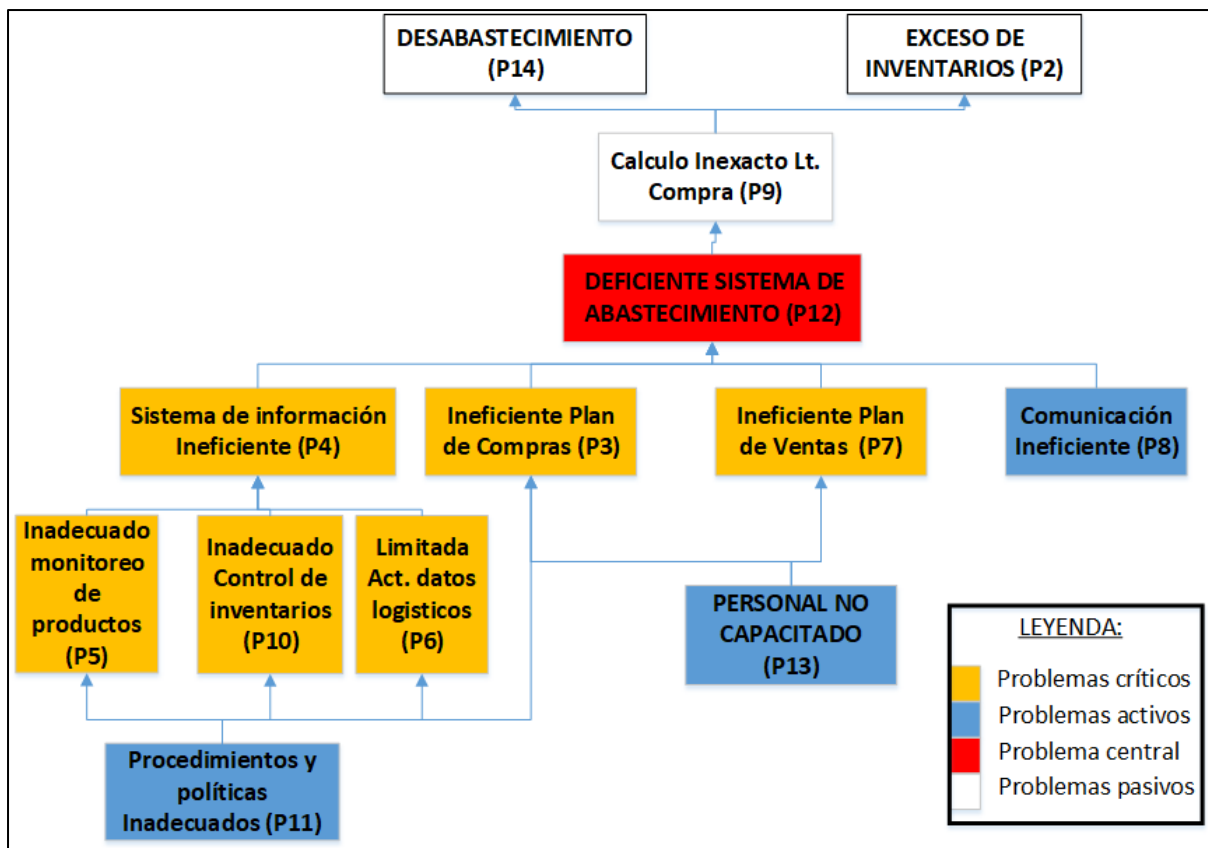 DESABASTECIMIENTO
(P14)
EXCESO DE
INVENTARIOS (P2)
Calculo Inexacto Lt.
Compra (P9)
DEFICIENTE SISTEMA DE
ABASTECIMIENTO (P12)
Sistema de información
Ineficiente (P4)
Ineficiente Plan
de Compras (P3)
Ineficiente Plan
de Ventas (P7)
Comunicación
Ineficiente (P8)
Inadecuado
monitoreo
de
productos
(P5)
Inadecuado
Control de
inventarios
(P10)
Limitada
Act. datos
logisticos
(P6)
PERSONAL NO
CAPACITADO
(P13)
Procedimientos y
políticas
Inadecuados (P11)
LEYENDA:
Problemas críticos
Problemas activos
Problema central
Problemas pasivos